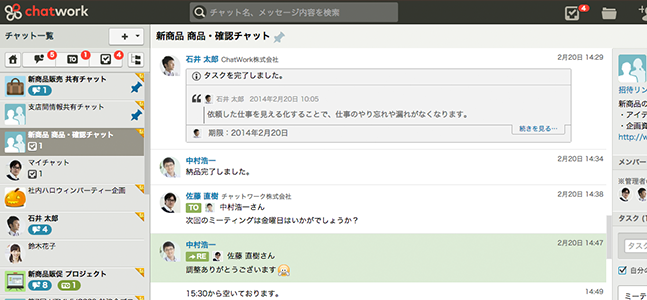 chatwork
チャット名、メッセージ内容を検索
4
チャット一覧
+
5
1
4
新商品販売 共有チャット
1
支店間情報共有チャット
新商品 商品・確認チャット
1
マイチャット
1
社内ハロウィンパーティー企画
石井 太郎
4
鈴木花子
新商品販促 プロジェクト
8 TO 1
新商品 商品・確認チャット
石井 太郎 ChatWork株式会社
2月20日 14:29
タスクを完了しました。
石井 太郎 2014年2月20日 10:05
依頼した仕事を見える化することで、仕事のやり忘れや漏れがなくなります。
期限：2014年2月20日
続きを見る…
中村浩一
2月20日 14:34
納品完了しました。
佐藤 直樹 チャットワーク株式会社
2月20日 14:38
TO 中村浩一さん
次回のミーティングは金曜日はいかがでしょうか？
中村浩一
2月20日 14:47
RE 佐藤 直樹さん
調整ありがとうございます
15:30から空いております。
14:49
招待リン
新商品の
・アイテ
・企画資
http://w
メンバー
※管理者
タスク（
タスク
自分の
ミーテ